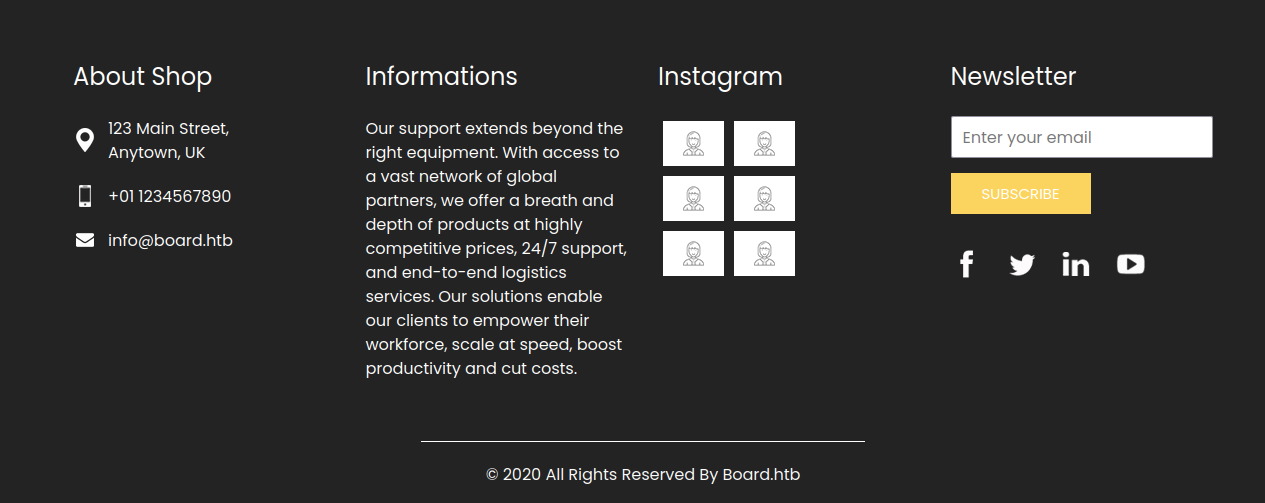 About Shop
123 Main Street,
Anytown, UK
+01 1234567890
info@board.htb
Informations
Our support extends beyond the
right equipment. With access to
a vast network of global
partners, we offer a breath and
depth of products at highly
competitive prices, 24/7 support,
and end-to-end logistics
services. Our solutions enable
our clients to empower their
workforce, scale at speed, boost
productivity and cut costs.
Instagram
Newsletter
Enter your email
SUBSCRIBE
© 2020 All Rights Reserved By Board.htb